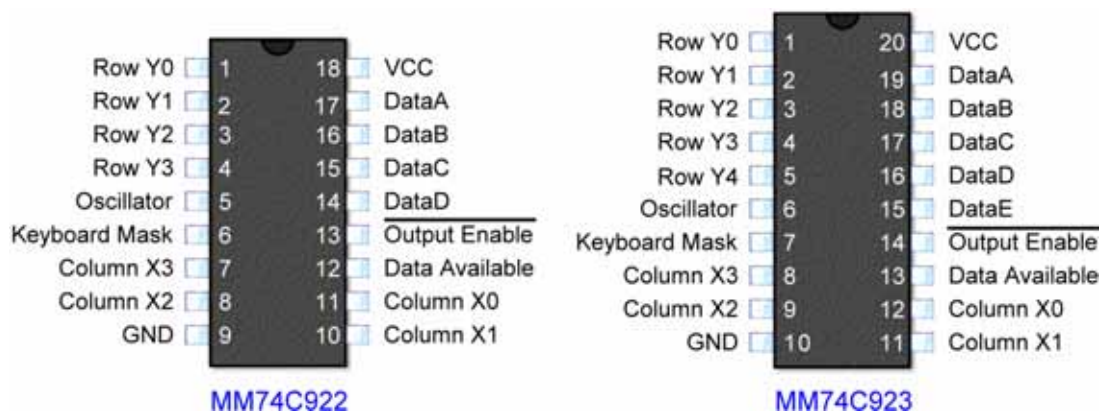 Row Y0 1 18 VCC
Row Y1 2 17 DataA
Row Y2 3 16 DataB
Row Y3 4 15 DataC
Oscillator 5 14 DataD
Keyboard Mask 6 13 Output Enable
Column X3 7 12 Data Available
Column X2 8 11 Column X0
GND 9 10 Column X1
MM74C922
Row Y0 1 20 VCC
Row Y1 2 19 DataA
Row Y2 3 18 DataB
Row Y3 4 17 DataC
Row Y4 5 16 DataD
Oscillator 6 15 DataE
Keyboard Mask 7 14 Output Enable
Column X3 8 13 Data Available
Column X2 9 12 Column X0
GND 10 11 Column X1
MM74C923